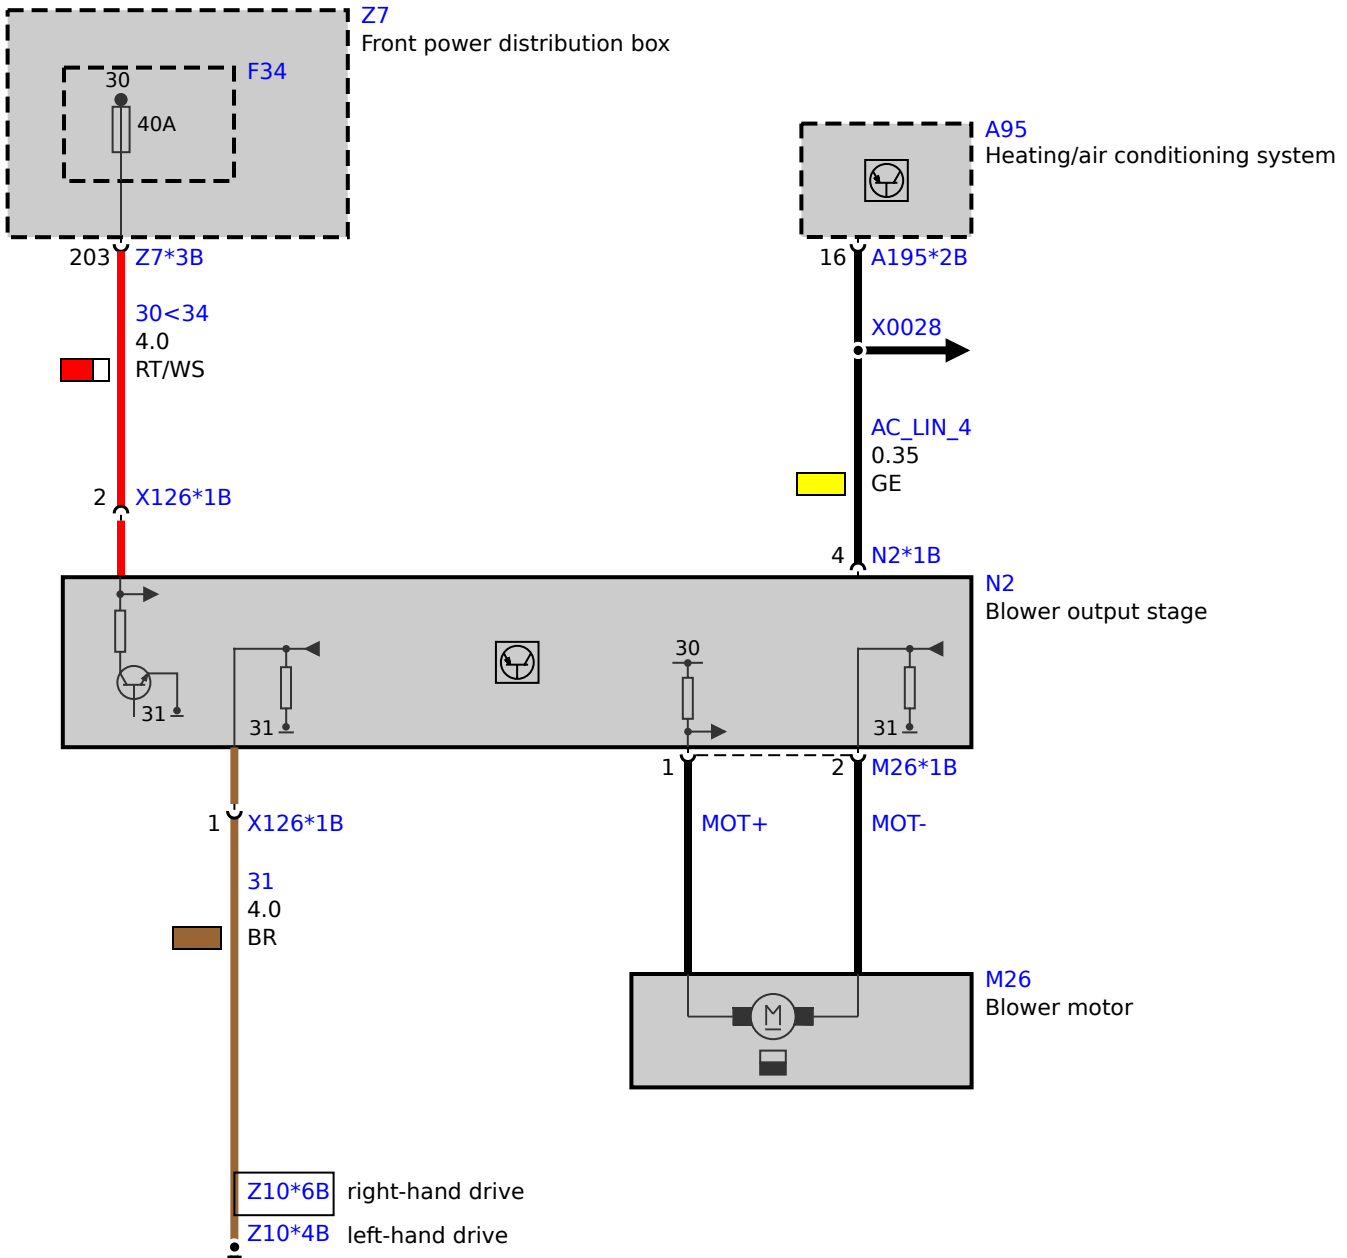 Z7
Front power distribution box
F34
30
40A
A95
Heating/air conditioning system
203 Z7*3B
16 A195*2B
30<34
4.0
RT/WS
X0028
AC_LIN_4
0.35
GE
2 X126*1B
4 N2*1B
N2
Blower output stage
30
31
31
31
1
2 M26*1B
1 X126*1B
MOT+
MOT-
31
4.0
BR
M26
Blower motor
M
Z10*6B right-hand drive
Z10*4B left-hand drive